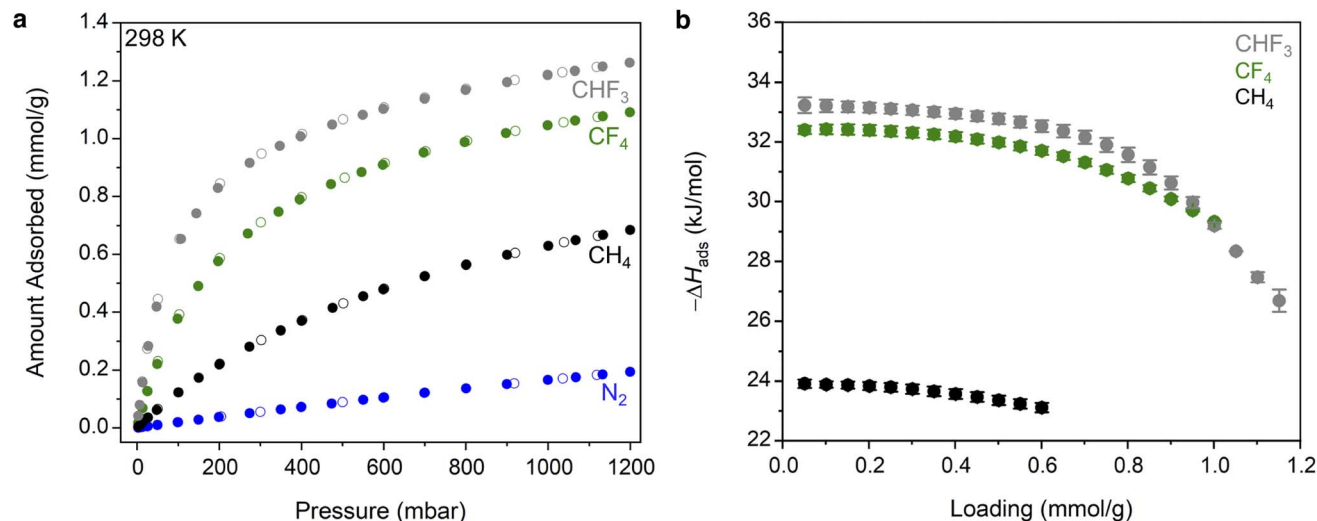 a
298 K
1.4
1.2
1.0
0.8
0.6
0.4
0.2
0.0
Amount Adsorbed (mmol/g)
CHF₃
CF₄
CH₄
N₂
0 200 400 600 800 1000 1200
Pressure (mbar)
b
36
34
32
30
28
26
24
22
−ΔH_ads (kJ/mol)
CHF₃
CF₄
CH₄
0.0 0.2 0.4 0.6 0.8 1.0 1.2
Loading (mmol/g)